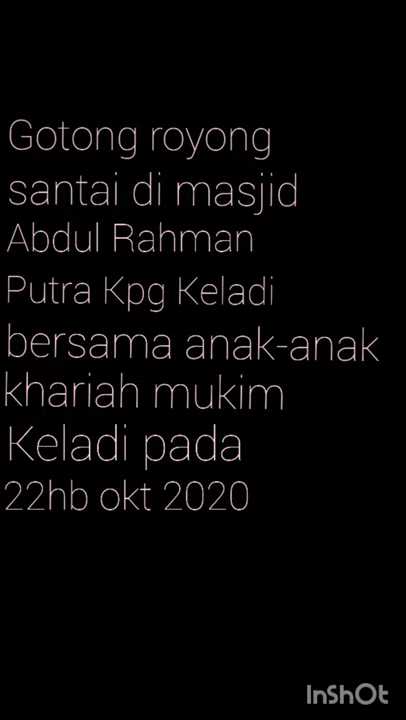 Gotong royong
santai di masjid
Abdul Rahman
Putra Kpg Keladi
bersama anak-anak
khariah mukim
Keladi pada
22hb okt 2020
InShOt